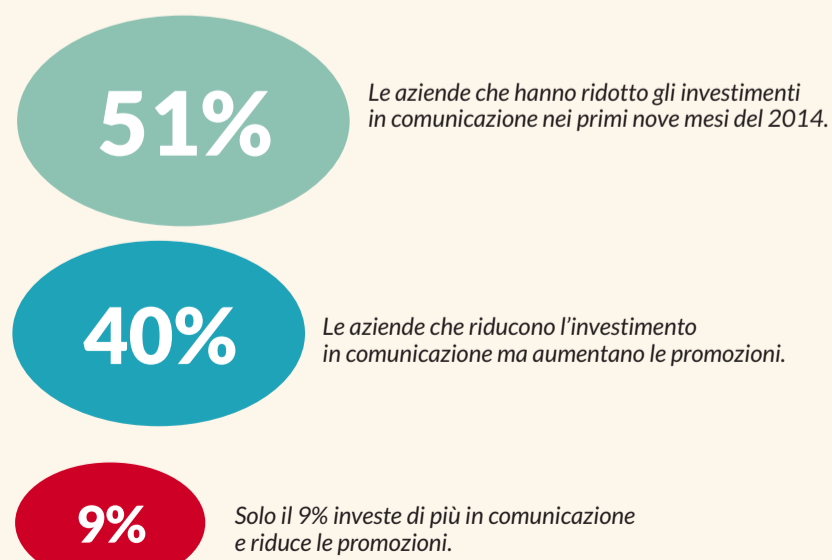 51%
Le aziende che hanno ridotto gli investimenti
in comunicazione nei primi nove mesi del 2014.
40%
Le aziende che riducono l’investimento
in comunicazione ma aumentano le promozioni.
9%
Solo il 9% investe di più in comunicazione
e riduce le promozioni.